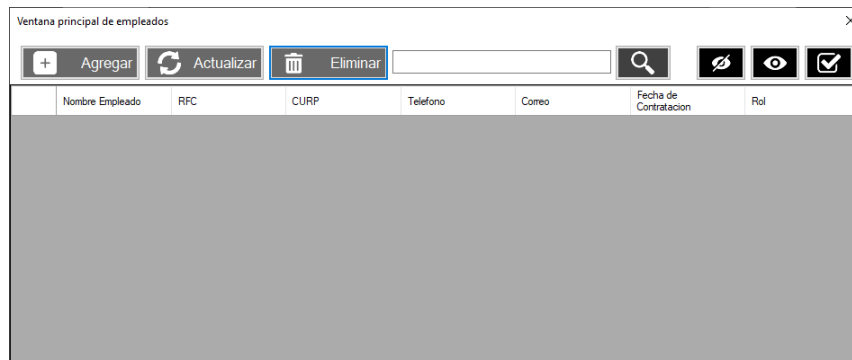 Ventana principal de empleados
Agregar Actualizar Eliminar
Nombre Empleado RFC CURP Telefono Correo Fecha de Contratacion Rol